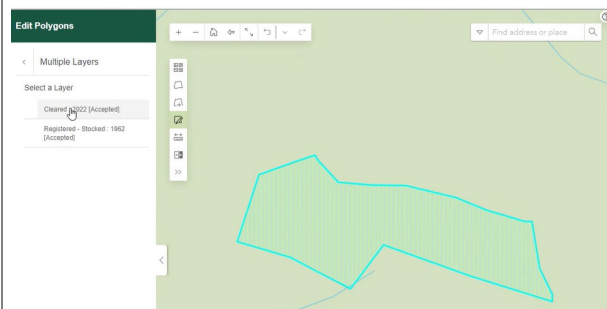 Edit Polygons
Find address or place
Multiple Layers
Select a Layer
Cleared : 2022 [Accepted]
Registered - Stocked : 1962
[Accepted]